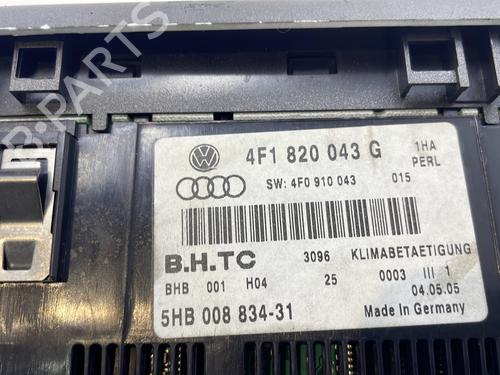 B-PARTS
4F1 820 043 G
1HA
PERL
SW: 4F0 910 043 015
B.H.TC
3096 KLIMABETAETIGUNG
BHB 001 H04 25 0003 III 1
04.05.05
5HB 008 834-31
Made in Germany